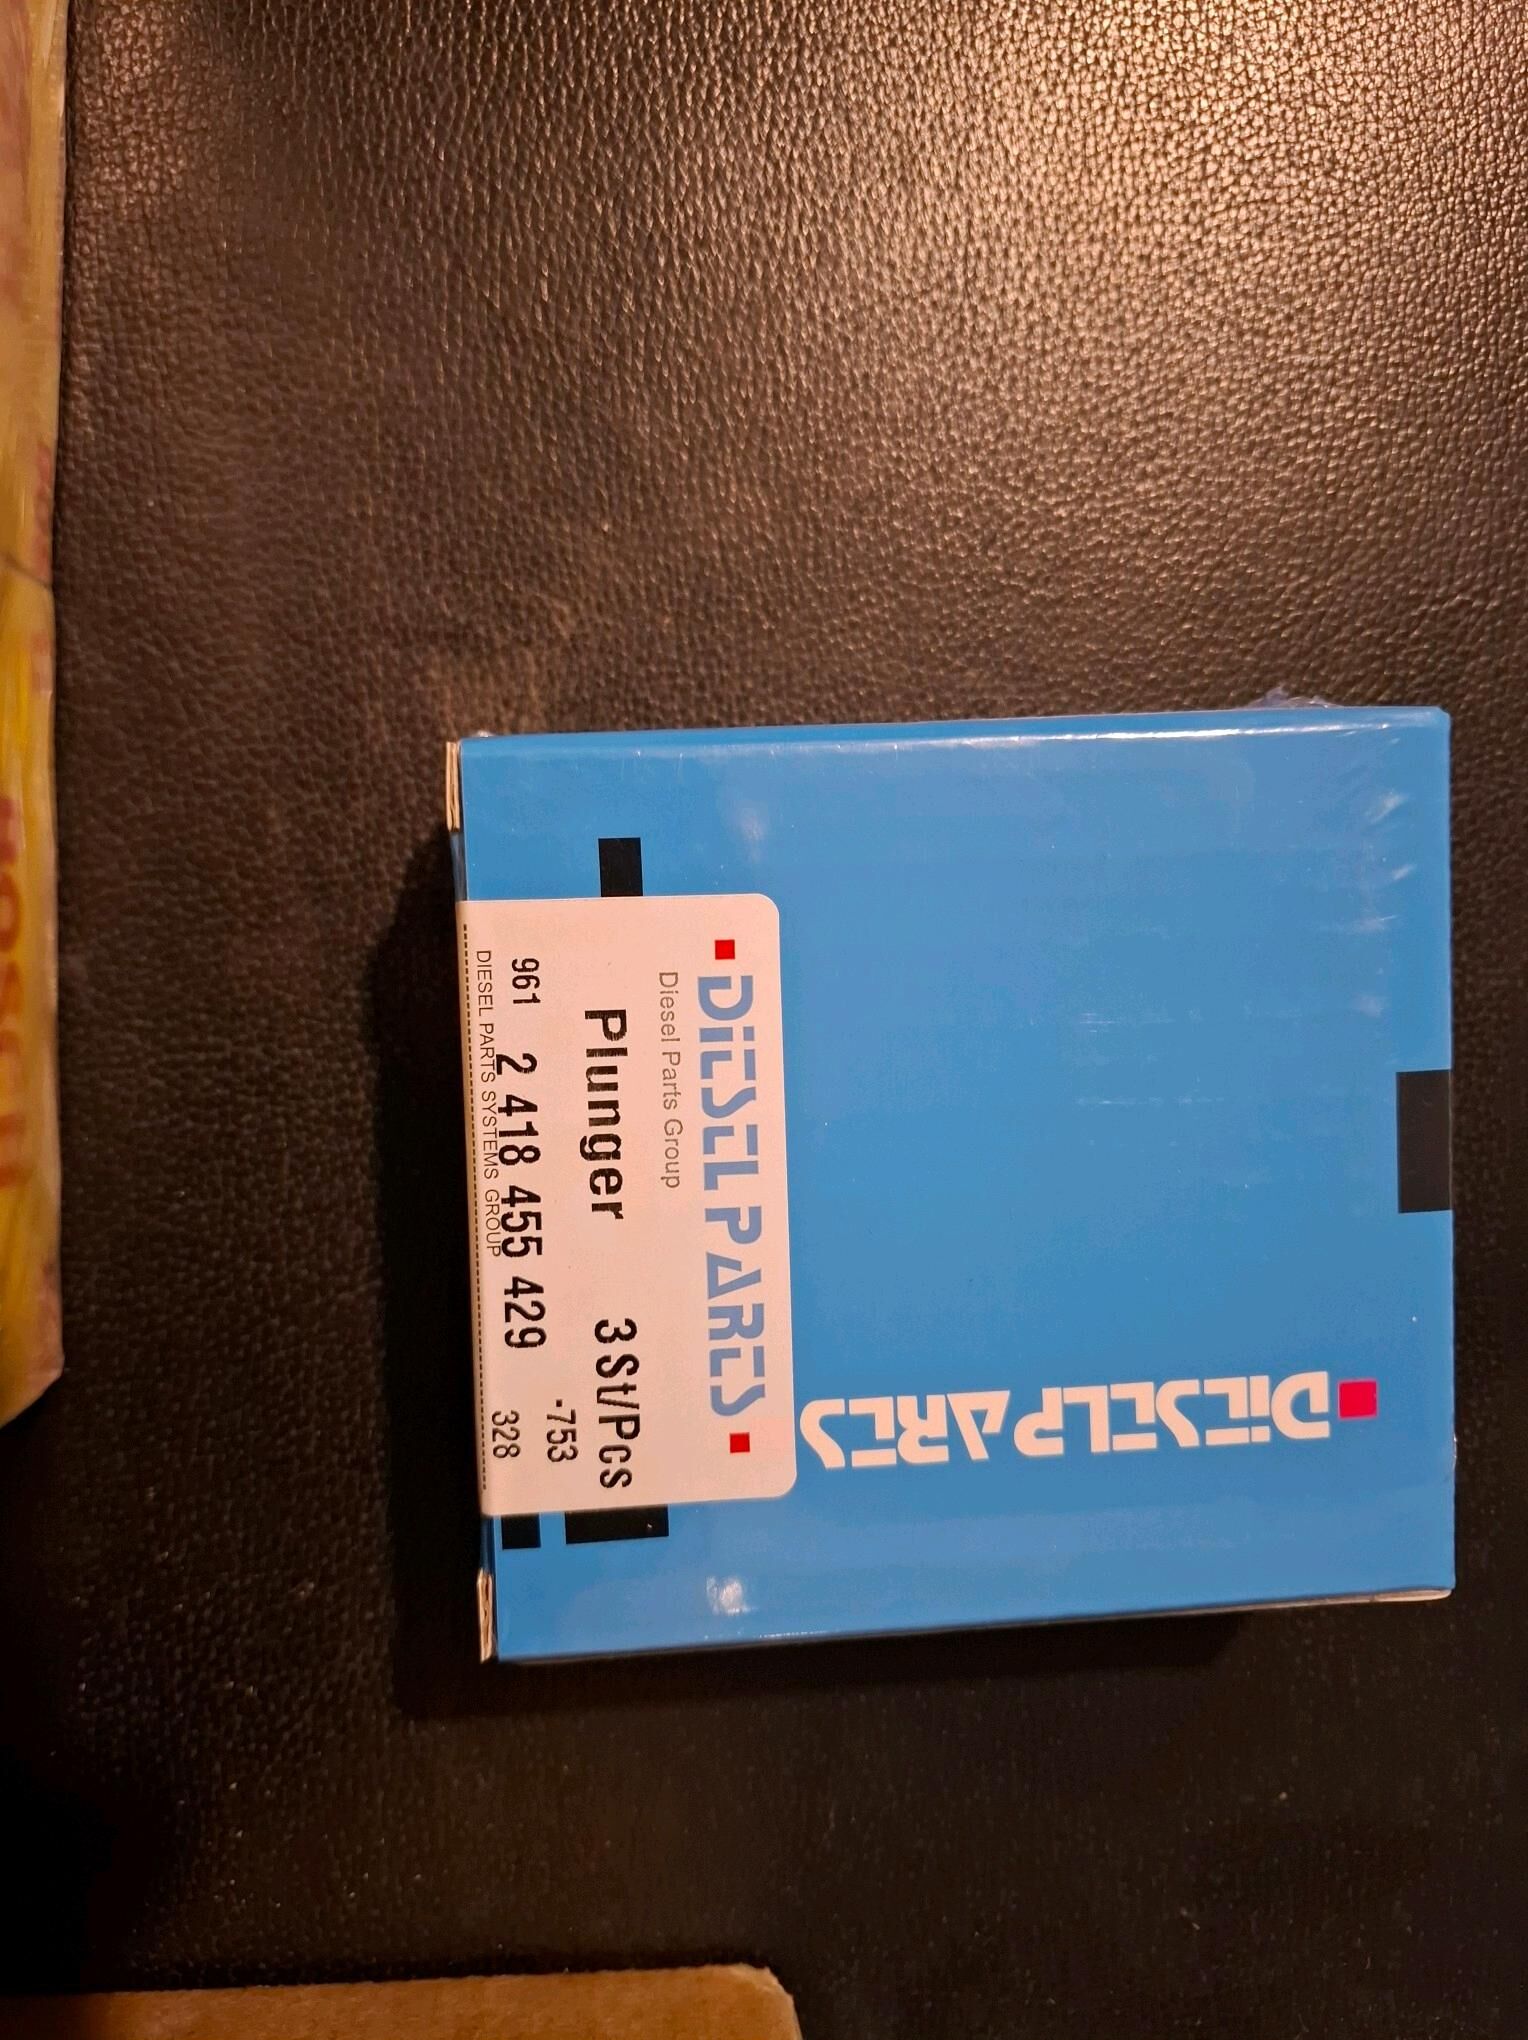 DIESEL PARTS
Diesel Parts Group
Plunger 3 St/Pcs
-753
961 2 418 455 429 328
DIESEL PARTS SYSTEMS GROUP
DIESELPARTS